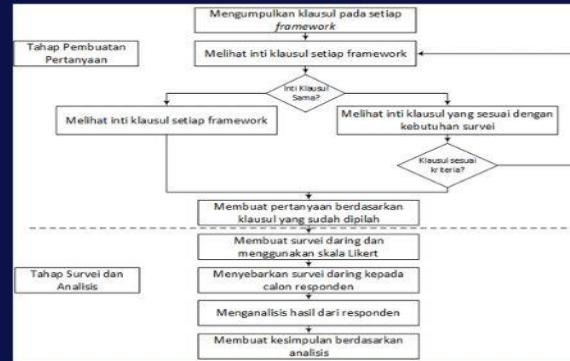 Mengumpulkan klausul pada setiap
framework
Tahap Pembuatan
Pertanyaan
Melihat inti klausul setiap framework
Inti Klausul
Sama?
Melihat inti klausul setiap framework
Melihat inti klausul yang sesuai dengan
kebutuhan survei
Klausul sesuai
kriteria?
Membuat pertanyaan berdasarkan
klausul yang sudah dipilah
Membuat survei daring dan
menggunakan skala Likert
Tahap Survei dan
Analisis
Menyebarkan survei daring kepada
calon responden
Menganalisis hasil dari responden
Membuat kesimpulan berdasarkan
analisis